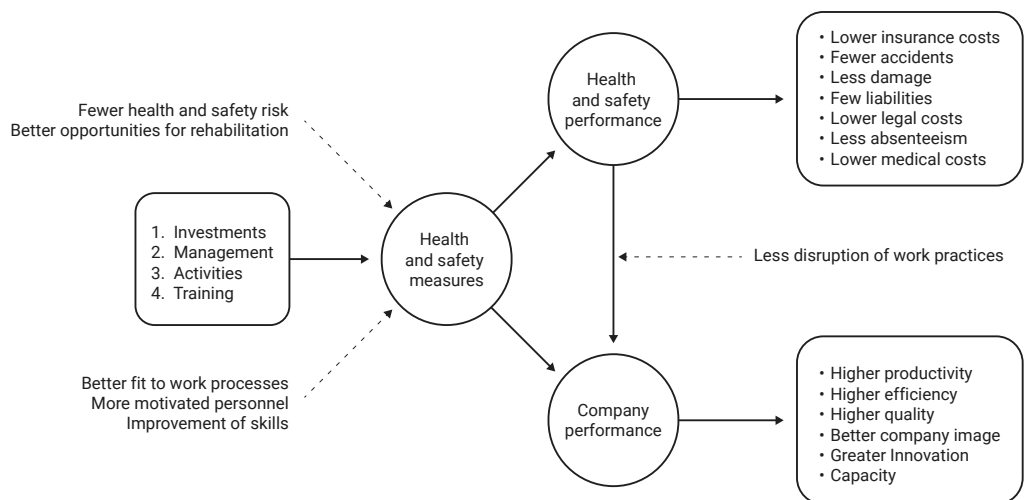 Fewer health and safety risk
Better opportunities for rehabilitation
1. Investments
2. Management
3. Activities
4. Training
Better fit to work processes
More motivated personnel
Improvement of skills
Health
and safety
measures
Health
and safety
performance
• Lower insurance costs
• Fewer accidents
• Less damage
• Few liabilities
• Lower legal costs
• Less absenteeism
• Lower medical costs
Less disruption of work practices
Company
performance
• Higher productivity
• Higher efficiency
• Higher quality
• Better company image
• Greater Innovation
• Capacity